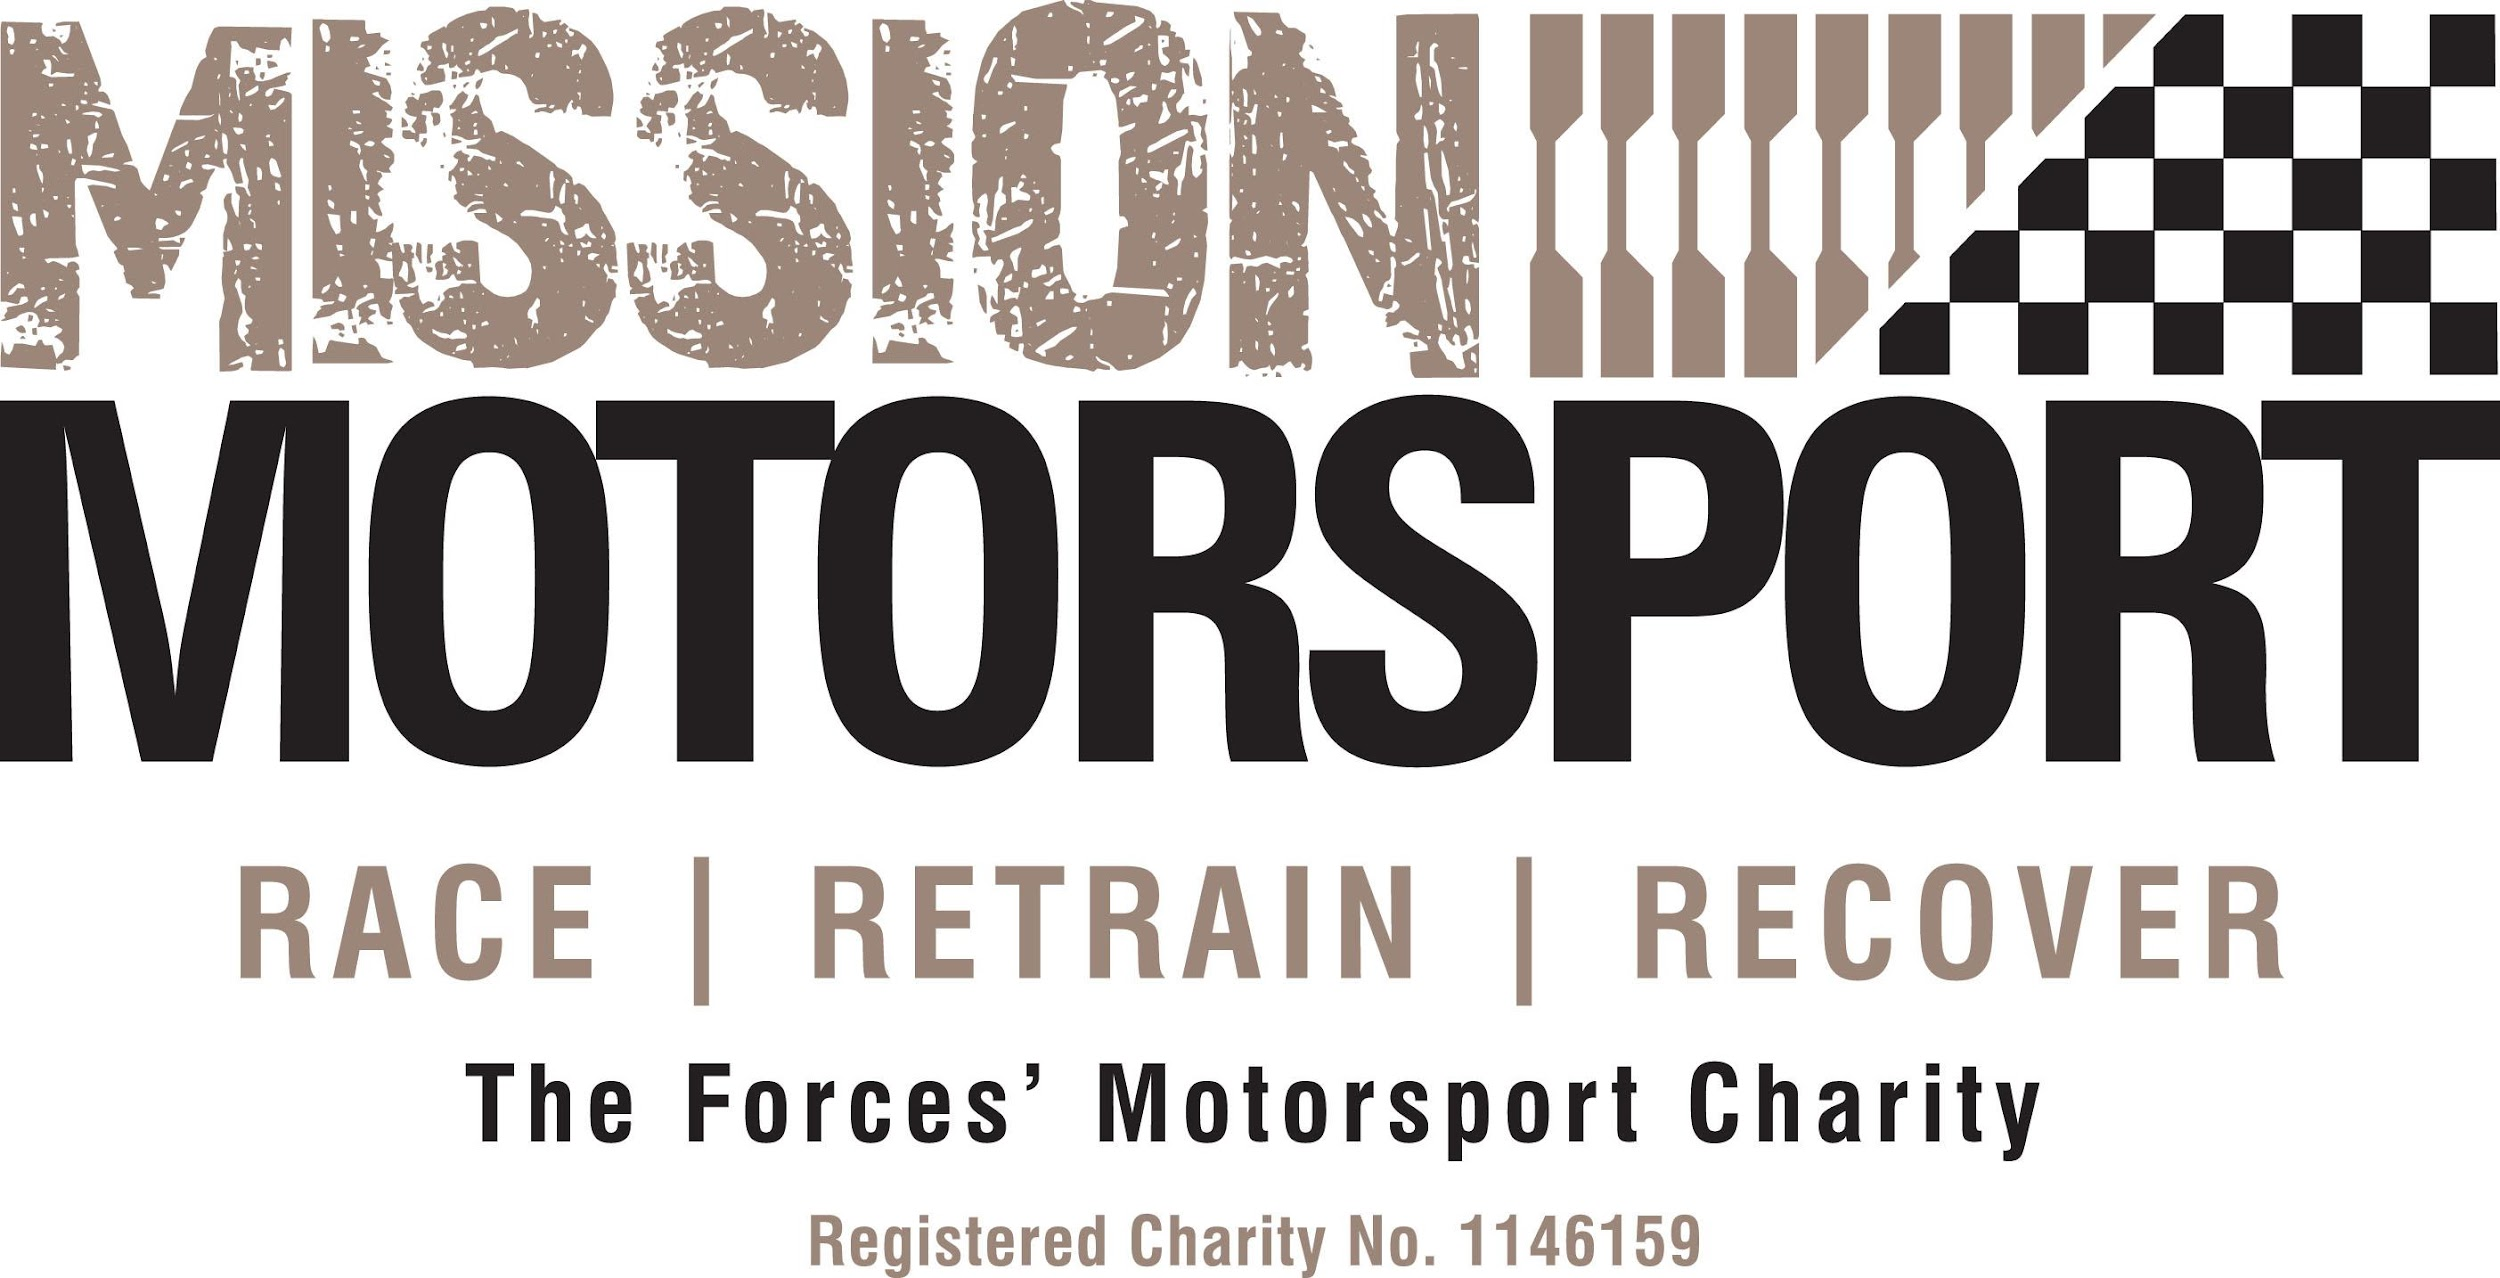 MISSION
MOTORSPORT
RACE | RETRAIN | RECOVER
The Forces’ Motorsport Charity
Registered Charity No. 1146159